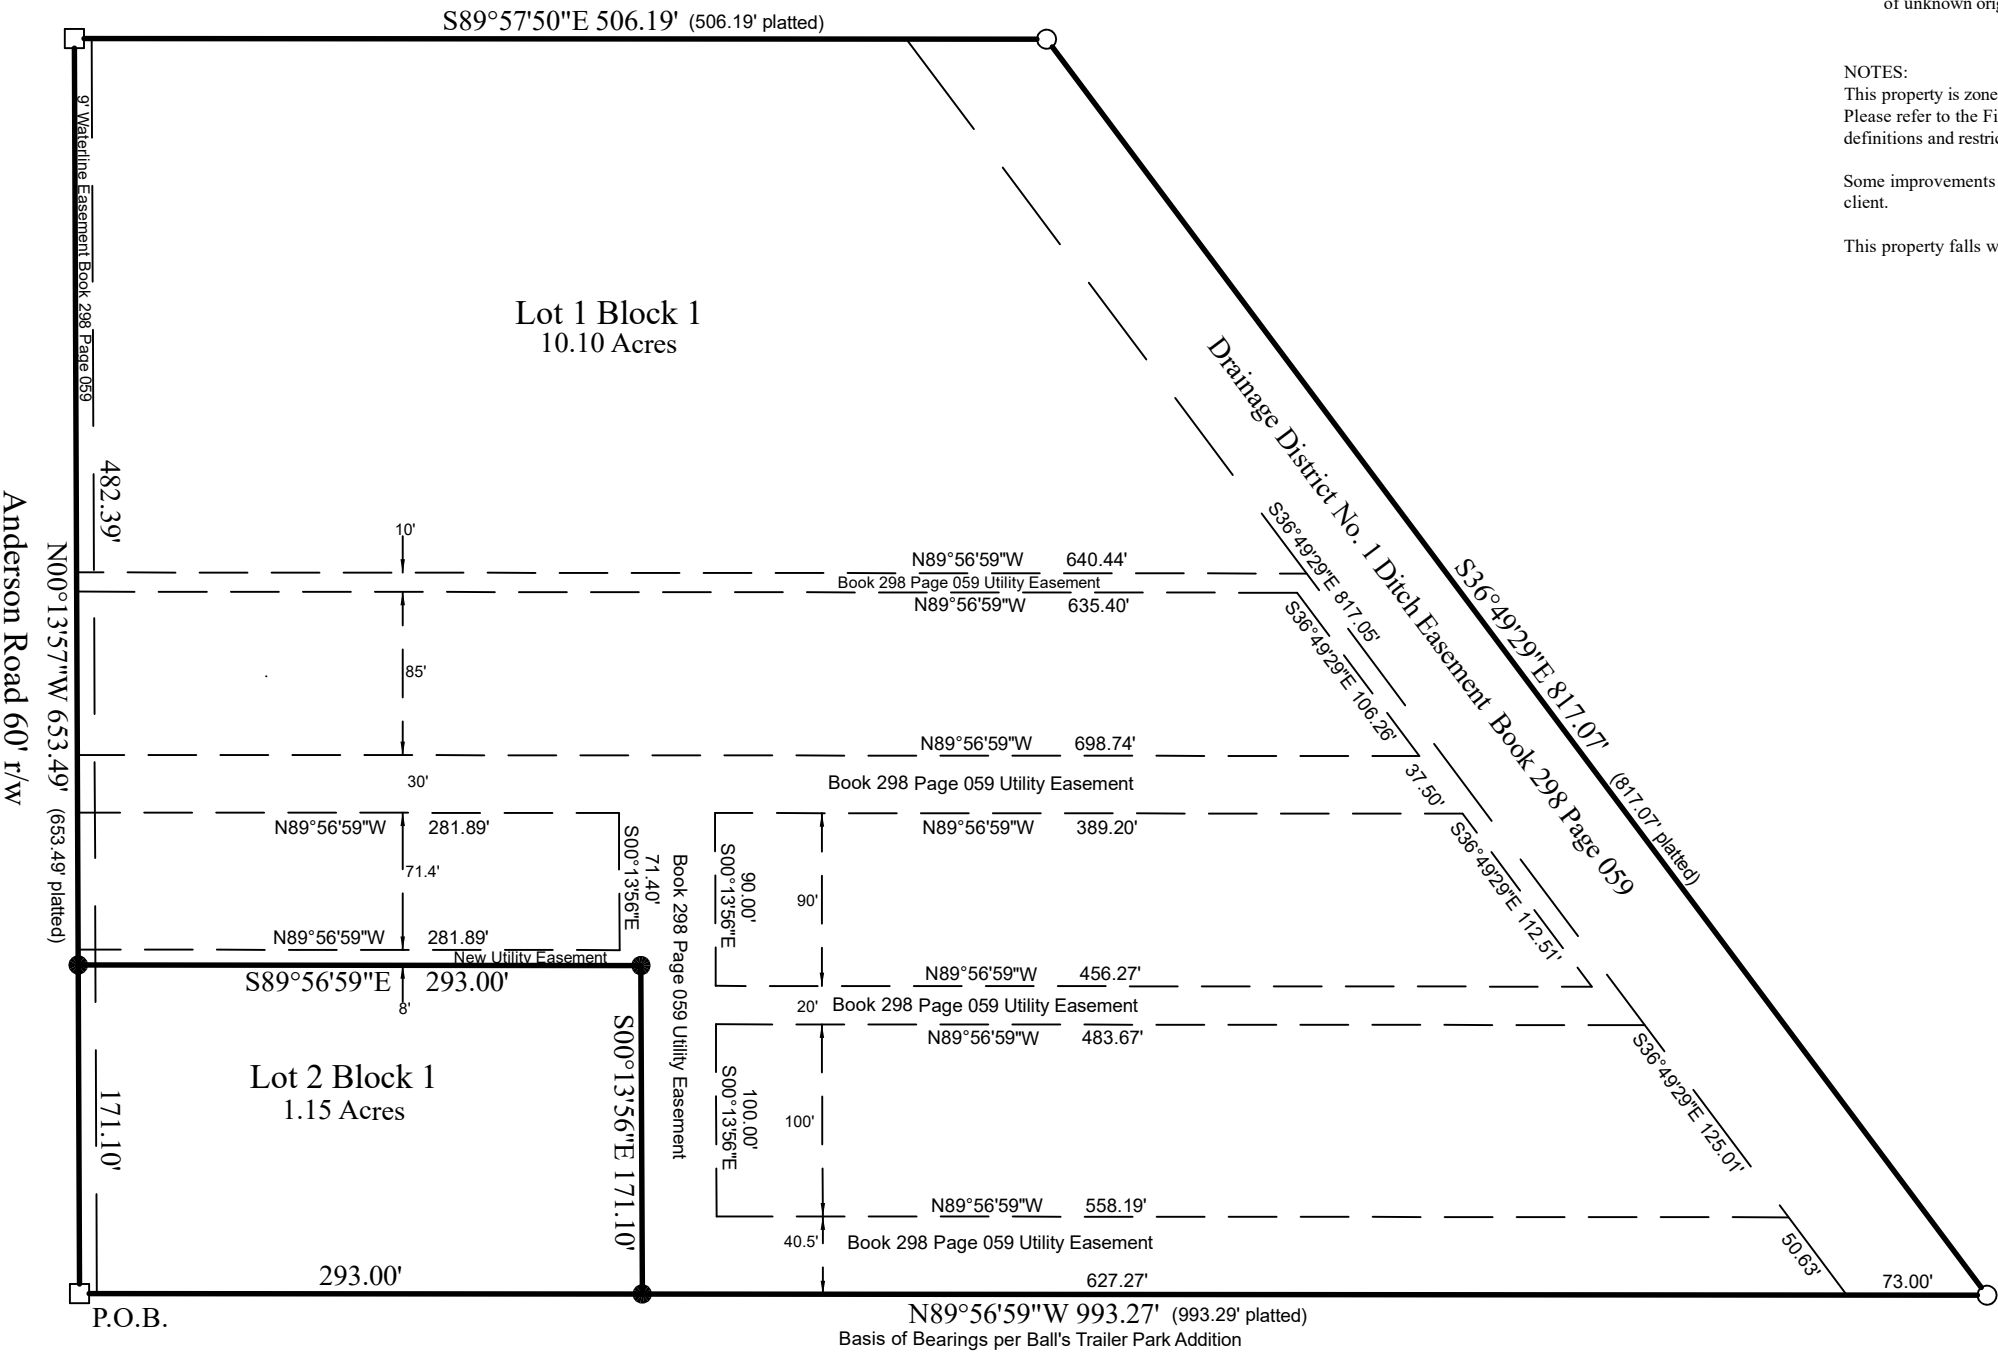 S89°57'50"E 506.19' (506.19' platted)
of unknown
NOTES:
This property is zone
Please refer to the
definitions and
Some improvements
client.
This property falls
9' Waterline Easement Book 298 Page 059
Lot 1 Block 1
10.10 Acres
482.39'
Anderson Road 60' r/w
N00°13'57"W 653.49' (653.49' platted)
Drainage District No. 1 Ditch Easement Book 298 Page 059
S36°49'29"E 817.07' (817.07' platted)
10'
N89°56'59"W 640.44'
Book 298 Page 059 Utility Easement
N89°56'59"W 635.40'
S36°49'29"E 817.05'
S36°49'29"E 106.26'
85'
N89°56'59"W 698.74'
30'
Book 298 Page 059 Utility Easement
37.50'
N89°56'59"W 281.89'
71.4'
S00°13'56"E
71.40'
N89°56'59"W 281.89'
New Utility Easement
Book 298 Page 059 Utility Easement
N89°56'59"W 389.20'
90.00'
S00°13'56"E
90'
S36°49'29"E 112.51'
N89°56'59"W 456.27'
20'
Book 298 Page 059 Utility Easement
N89°56'59"W 483.67'
S89°56'59"E 293.00'
8'
Lot 2 Block 1
1.15 Acres
171.10'
S00°13'56"E 171.10'
100.00'
S00°13'56"E
100'
S36°49'29"E 125.01'
N89°56'59"W 558.19'
40.5'
Book 298 Page 059 Utility Easement
50.63'
293.00'
627.27'
73.00'
P.O.B.
N89°56'59"W 993.27' (993.29' platted)
Basis of Bearings per Ball's Trailer Park Addition